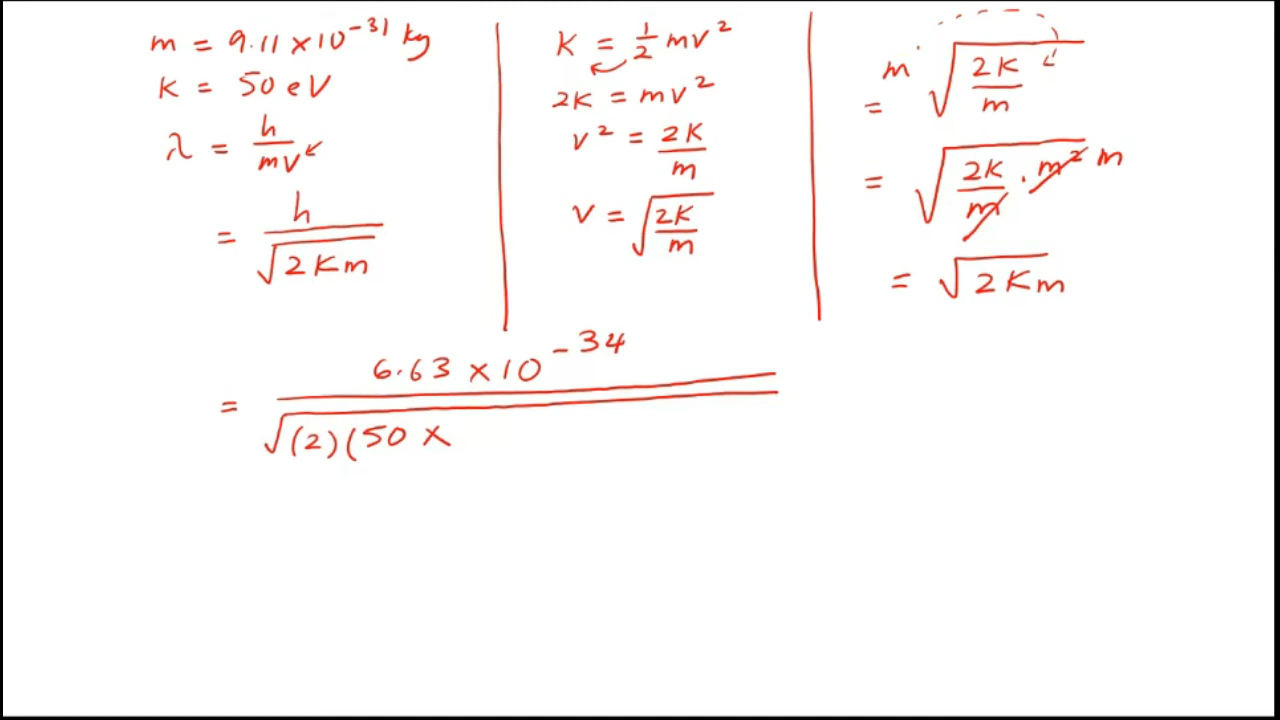 m = 9.11 × 10⁻³¹ kg
K = 50 eV
λ = h/mv
= h/√2Km
K = 1/2 mv²
2K = mv²
v² = 2K/m
v = √2K/m
= m √2K/m
= √2K/m · m² m
= √2Km
= 6.63 × 10⁻³⁴
√(2)(50 ×